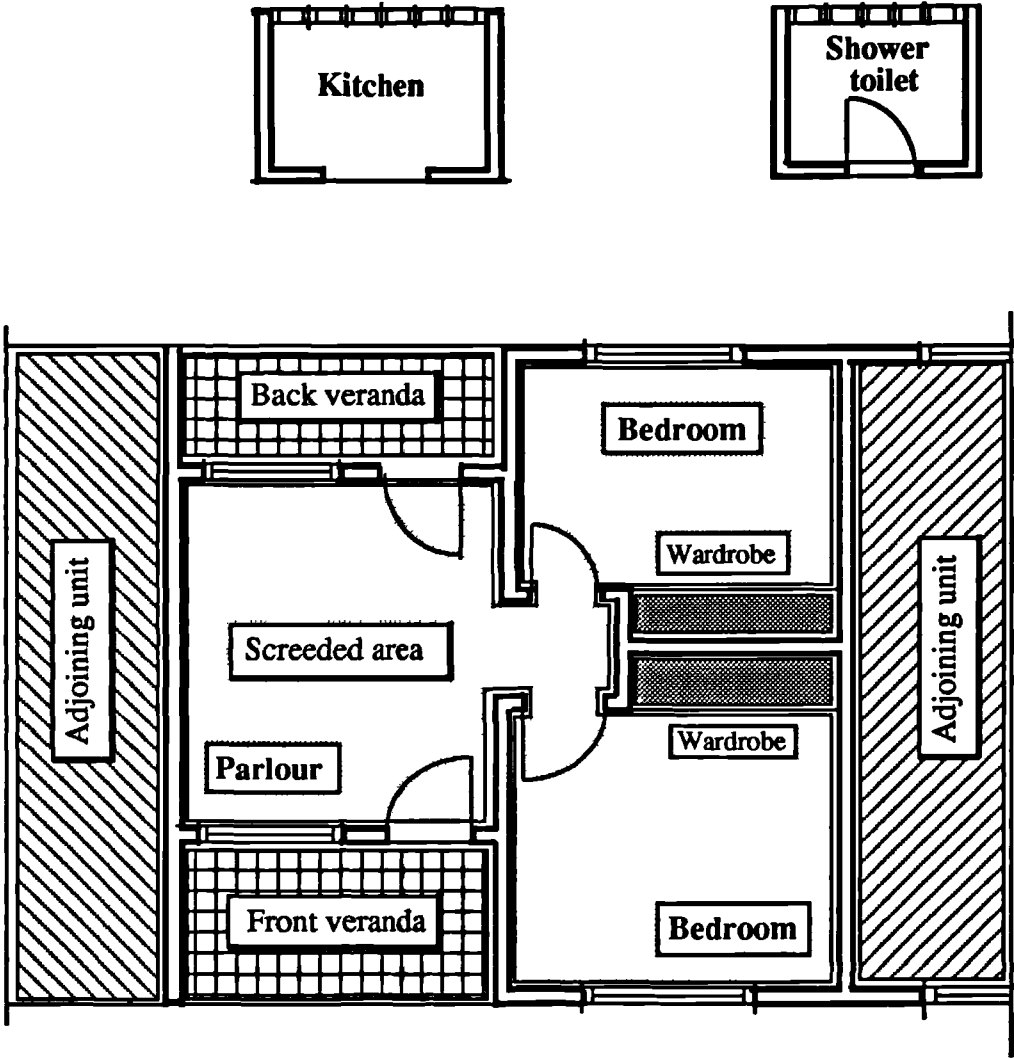 Kitchen
Shower
toilet
Back veranda
Bedroom
Wardrobe
Adjoining unit
Screeded area
Adjoining unit
Wardrobe
Parlour
Front veranda
Bedroom